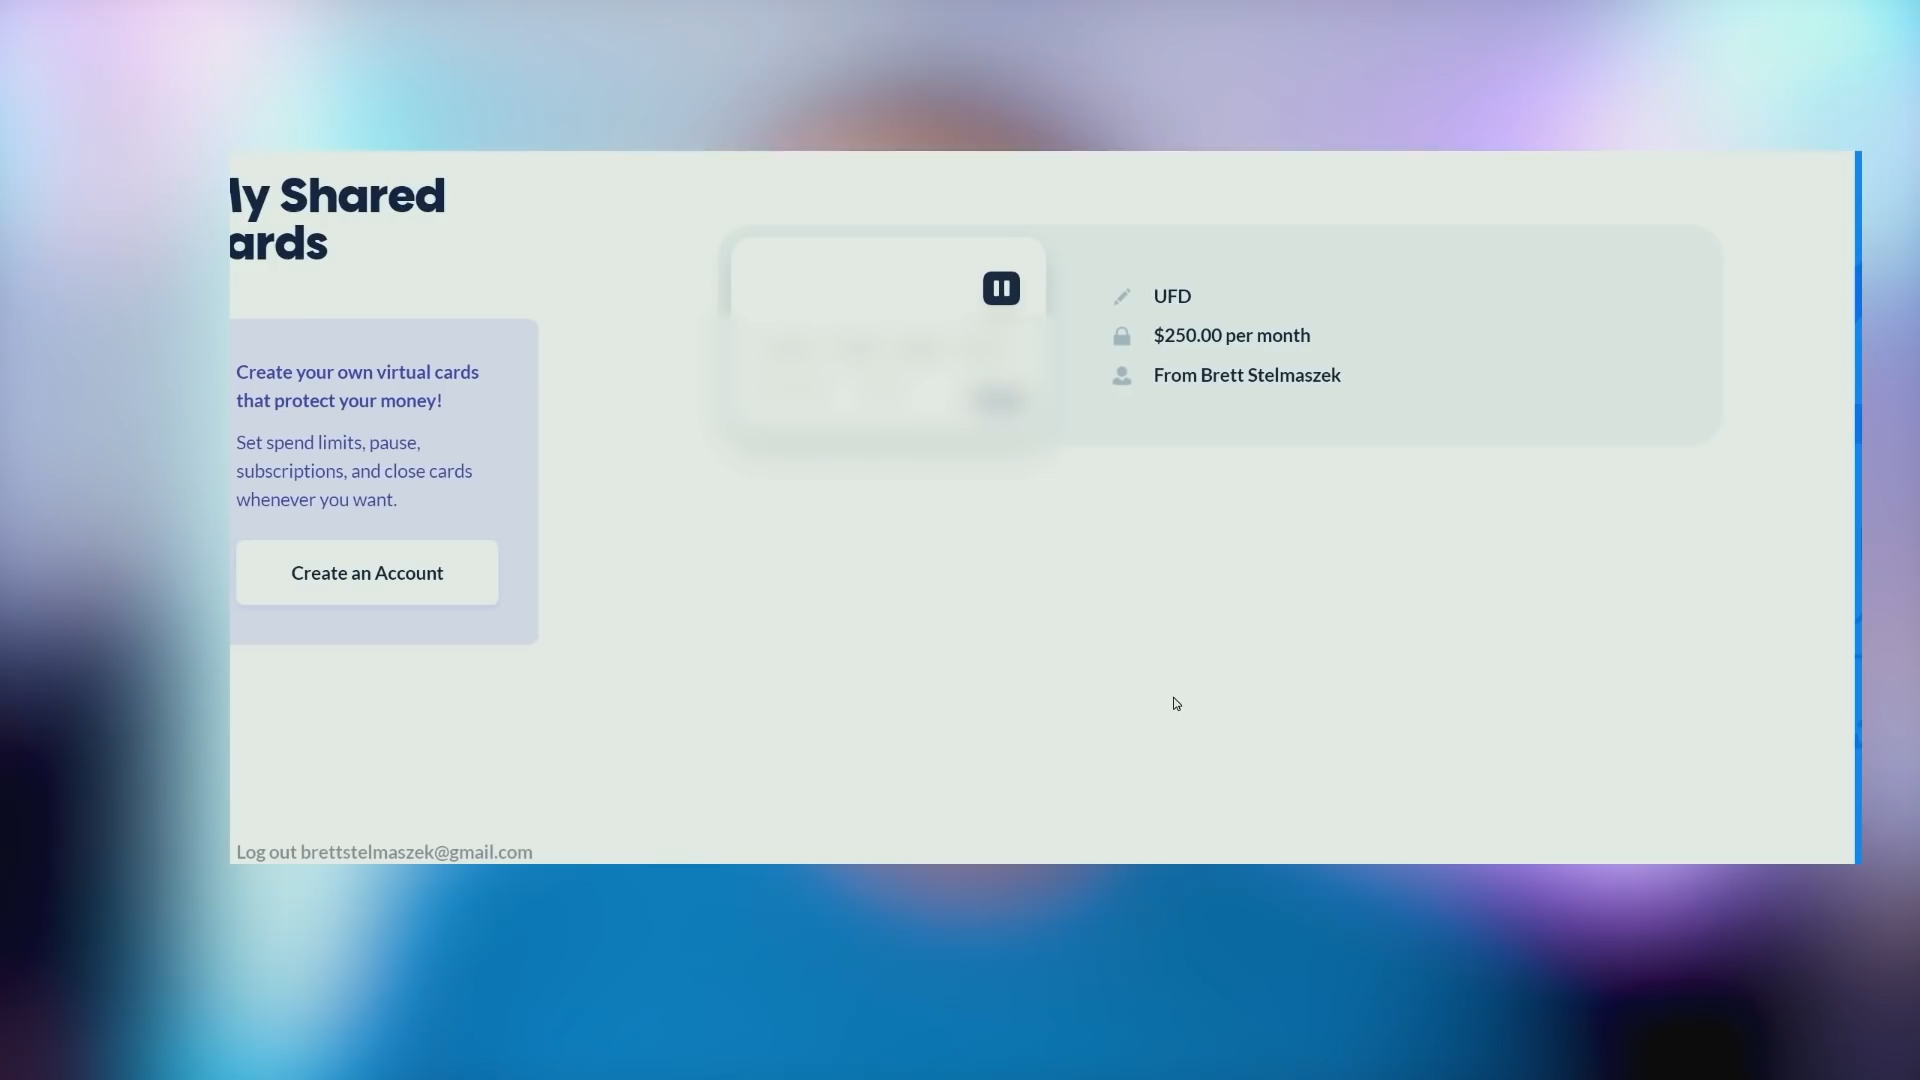 My Shared
ards
Create your own virtual cards
that protect your money!
Set spend limits, pause,
subscriptions, and close cards
whenever you want.
Create an Account
Log out brettstelmaszek@gmail.com
UFD
$250.00 per month
From Brett Stelmaszek